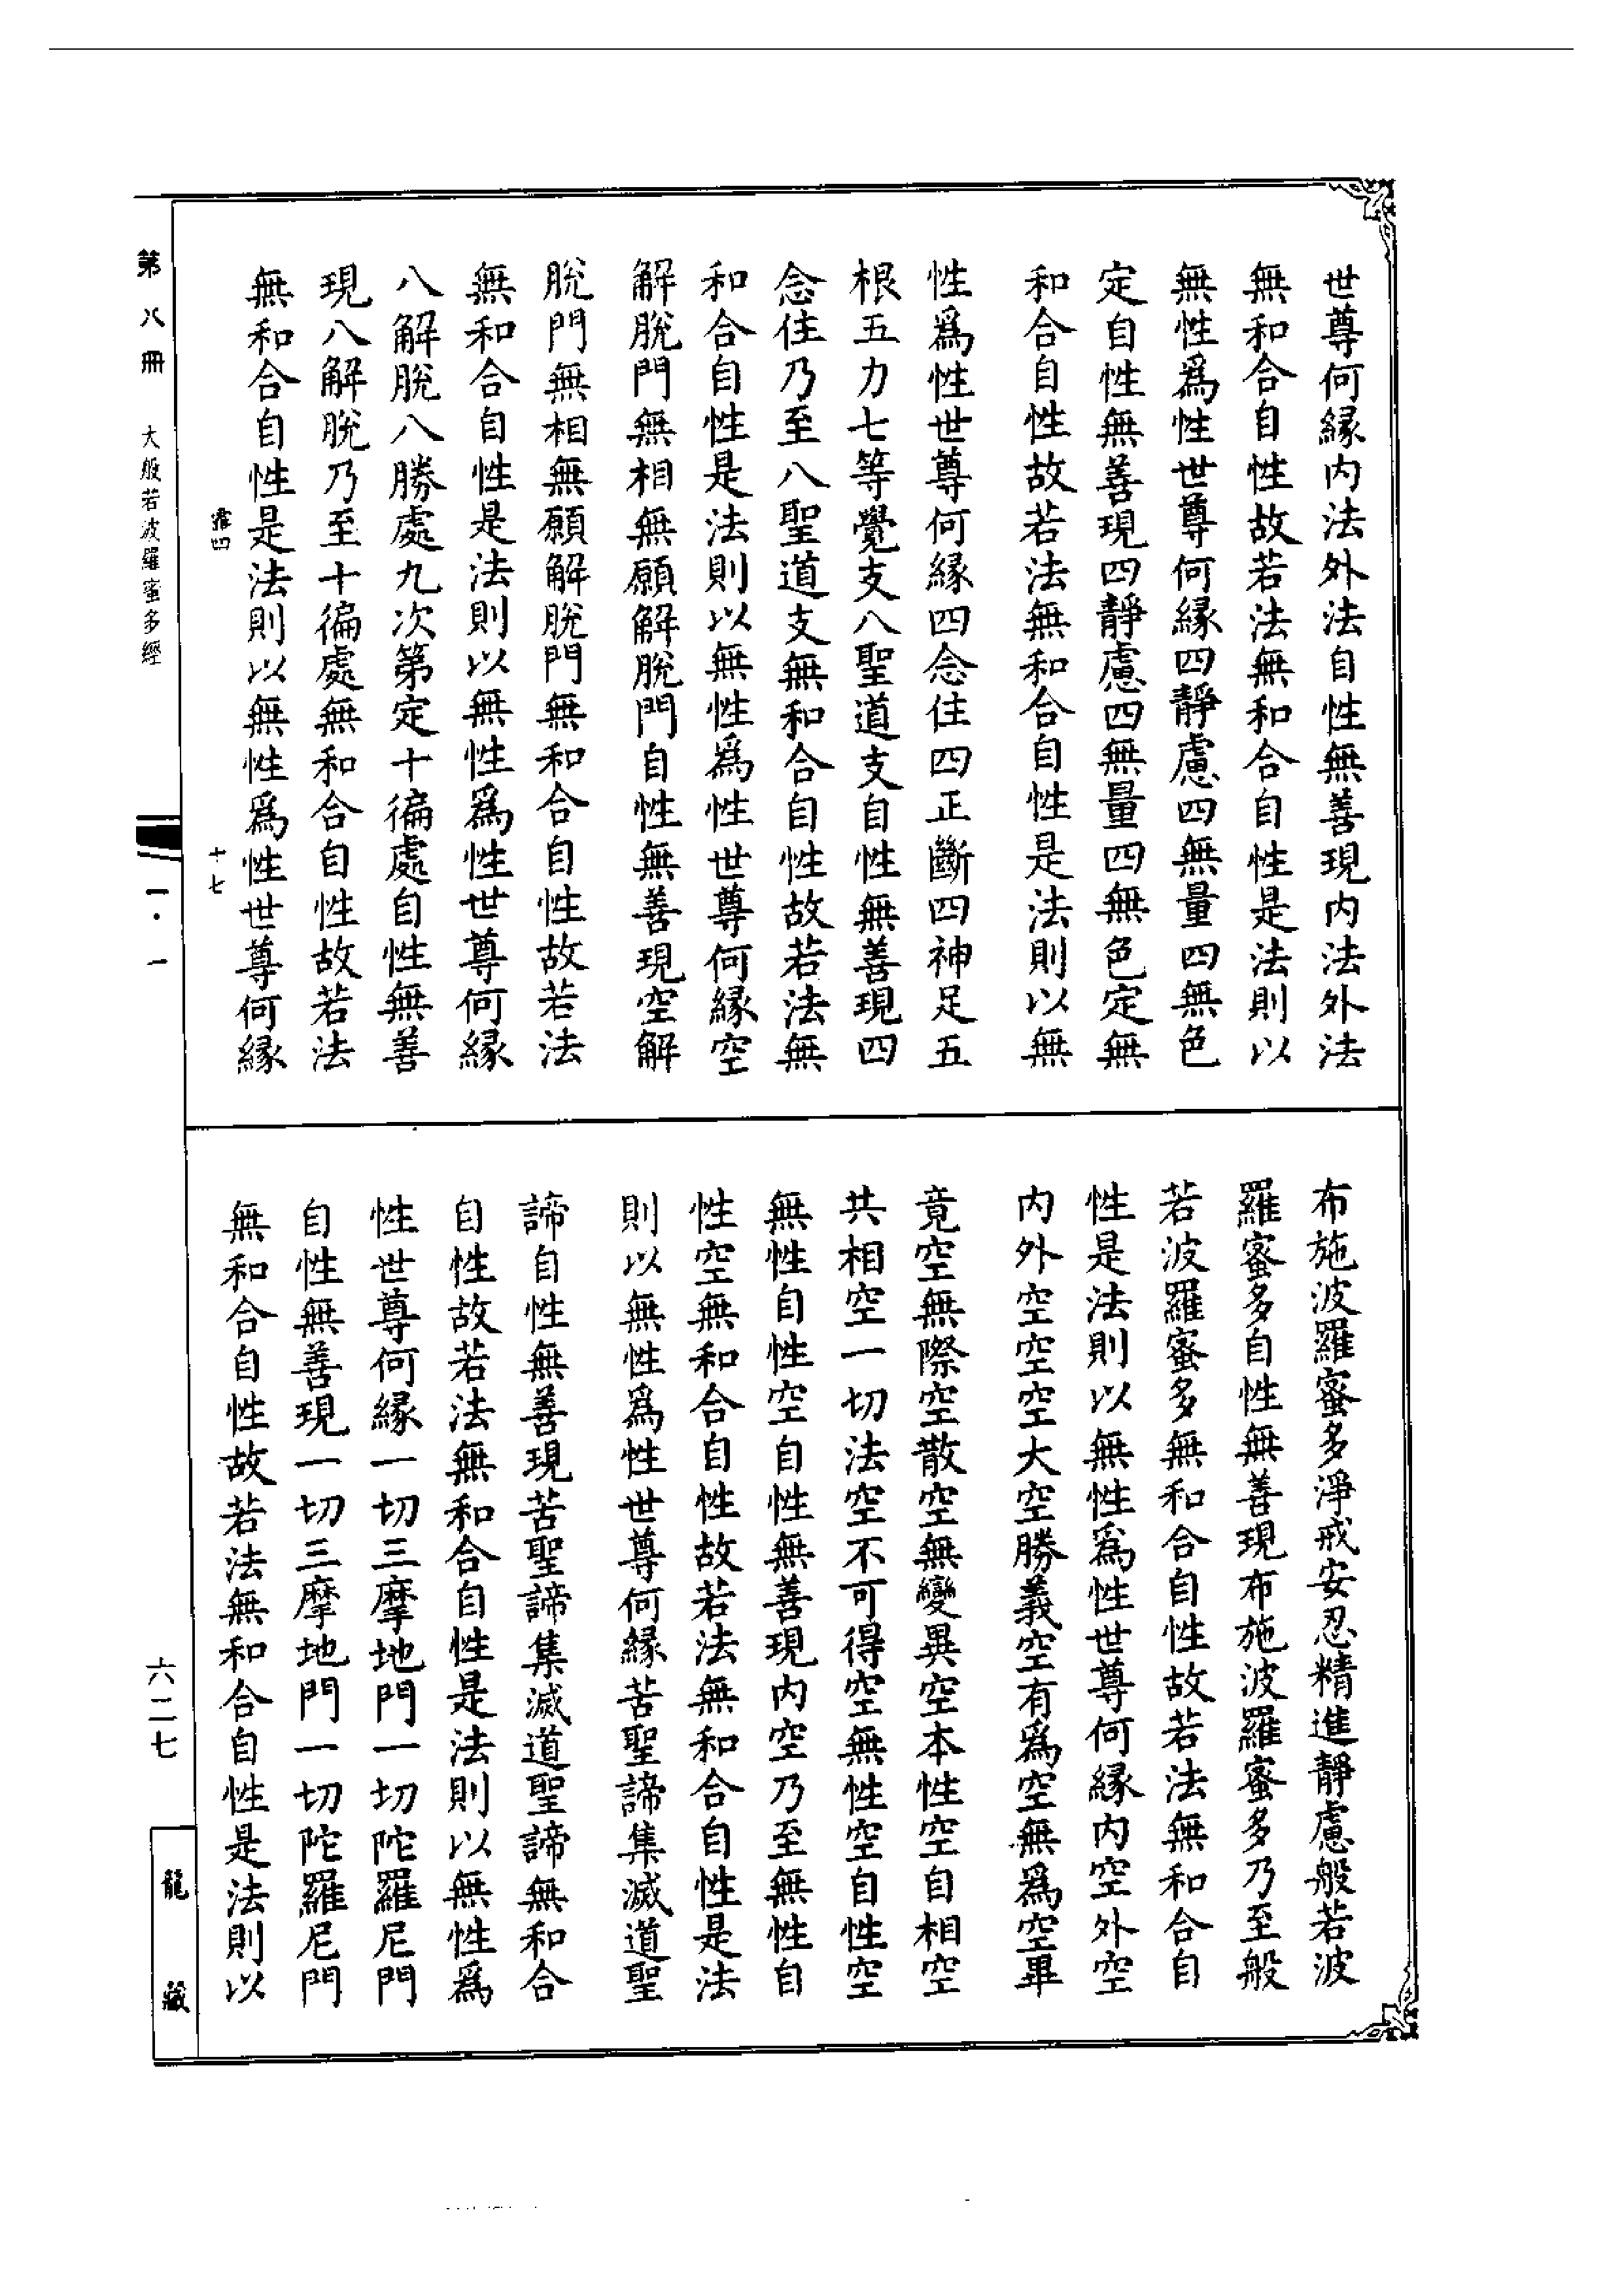 世尊何縁内法外法自性無善現内法外法
無和合自性故若法無和合自性是法則以
無性爲性世尊何縁四靜慮四無量四無色
定自性無善現四靜慮四無量四無色定無
和合自性故若法無和合自性是法則以無
性爲性世尊何縁四念住四正斷四神足五
根五力七等覺支八聖道支自性無善現四
念住乃至八聖道支無和合自性故若法無
和合自性是法則以無性爲性世尊何縁空
解脫門無相無願解脫門自性無善現空解
脫門無相無願解脫門無和合自性故若法
無和合自性是法則以無性爲性世尊何縁
八解脫八勝處九次第定十徧處自性無善
現八解脫乃至十徧處無和合自性故若法
無和合自性是法則以無性爲性世尊何縁
布施波羅蜜多淨戒安忍精進靜慮般若波
羅蜜多自性無善現布施波羅蜜多乃至般
若波羅蜜多無和合自性故若法無和合自
性是法則以無性爲性世尊何縁内空外空
内外空空空大空勝義空有爲空無爲空畢
竟空無際空散空無變異空本性空自相空
共相空一切法空不可得空無性空自性空
無性自性空自性無善現内空乃至無性自
性空無和合自性故若法無和合自性是法
則以無性爲性世尊何縁苦聖諦集滅道聖
諦自性無善現苦聖諦集滅道聖諦無和合
自性故若法無和合自性是法則以無性爲
性世尊何縁一切三摩地門一切陀羅尼門
自性無善現一切三摩地門一切陀羅尼門
無和合自性故若法無和合自性是法則以
四
十七
第八冊
大般若波羅蜜多經
一·一
六二七
龍藏